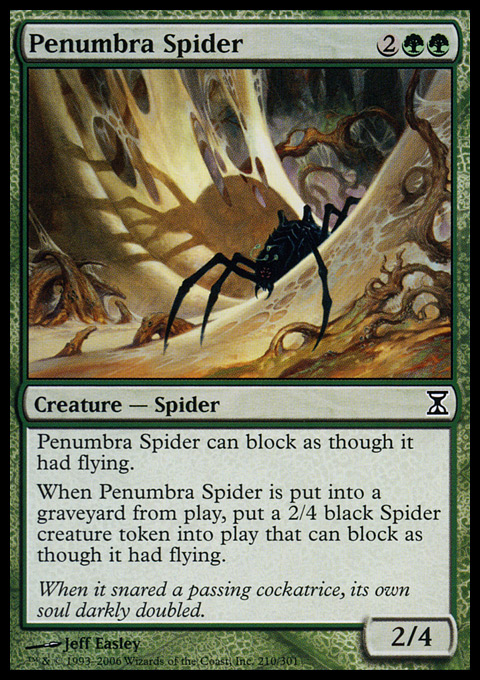 Penumbra Spider 2
Creature — Spider
Penumbra Spider can block as though it
had flying.
When Penumbra Spider is put into a
graveyard from play, put a 2/4 black Spider
creature token into play that can block as
though it had flying.
When it snared a passing cockatrice, its own
soul darkly doubled.
2/4
Jeff Easley
™ & © 1993–2006 Wizards of the Coast, Inc. 210/301